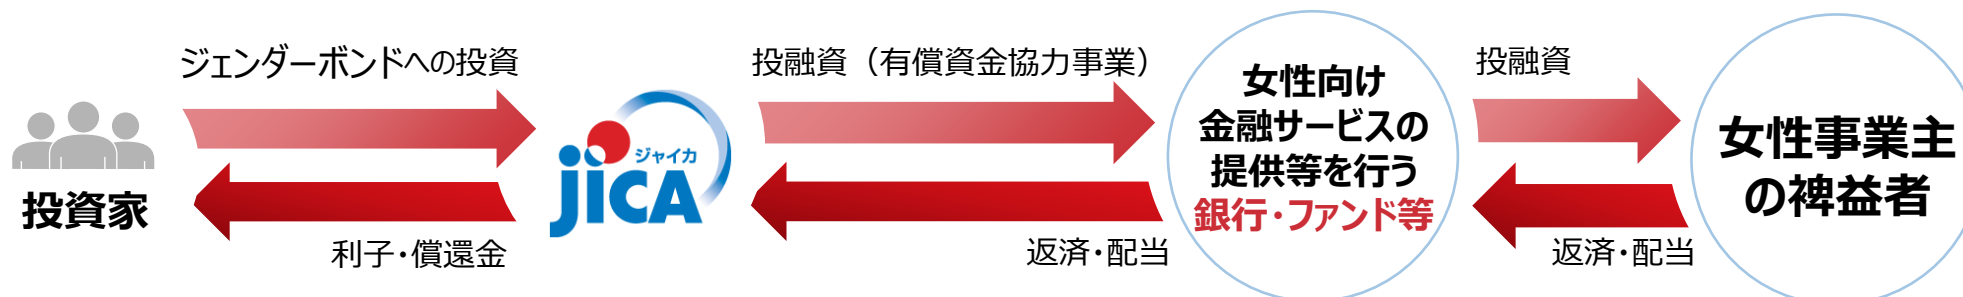 ジェンダーボンドへの投資
投資家
利子・償還金
ジャイカ
jICA
投融資（有償資金協力事業）
返済・配当
女性向け
金融サービスの
提供等を行う
銀行・ファンド等
投融資
返済・配当
女性事業主
の裨益者